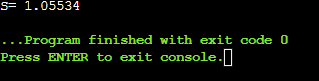 S= 1.05534
...Program finished with exit code 0
Press ENTER to exit console.